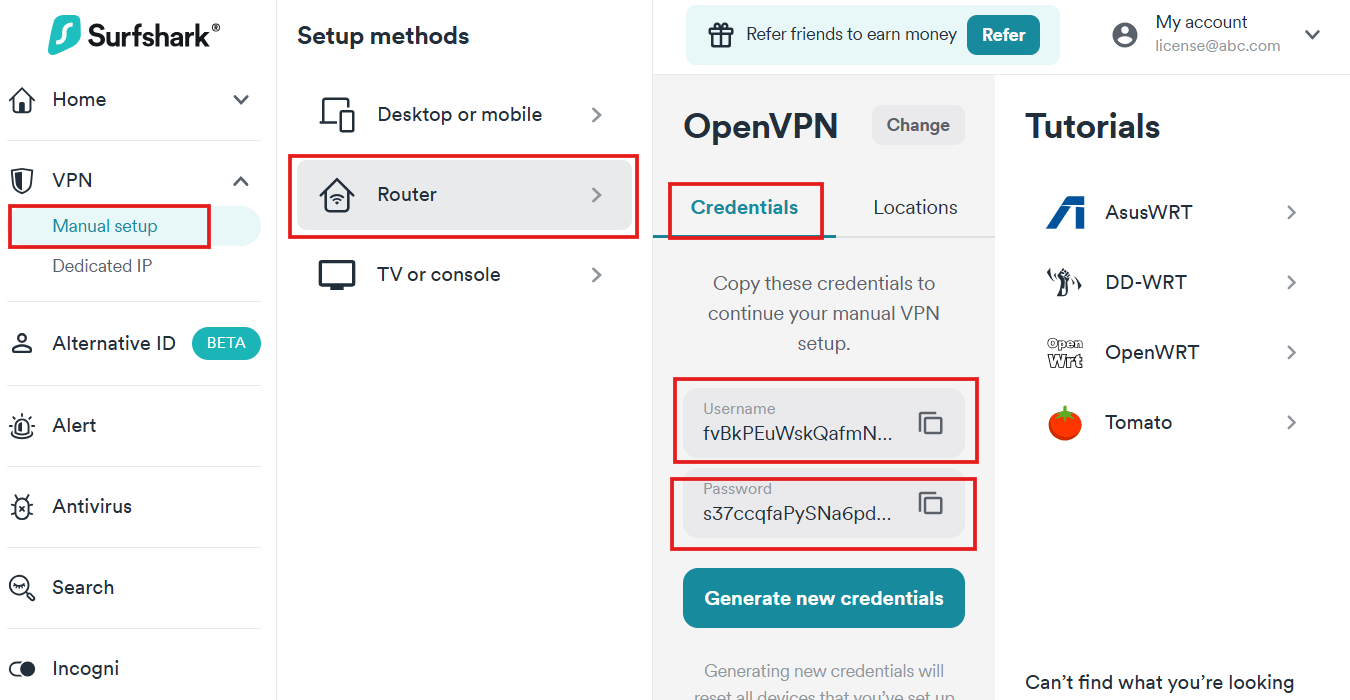 Surfshark®
Home
VPN
Manual setup
Dedicated IP
Alternative ID
BETA
Alert
Antivirus
Search
Incogni
Setup methods
Desktop or mobile
Router
TV or console
Refer friends to earn money
Refer
My account
license@abc.com
OpenVPN
Change
Credentials
Locations
Copy these credentials to
continue your manual VPN
setup.
Username
fvBkPEuWskQafmN...
Password
s37ccqfaPySNa6pd...
Generate new credentials
Generating new credentials will
reset all devices that you've set up
Tutorials
AsusWRT
DD-WRT
Open
Wrt
OpenWRT
Tomato
Can't find what you're looking